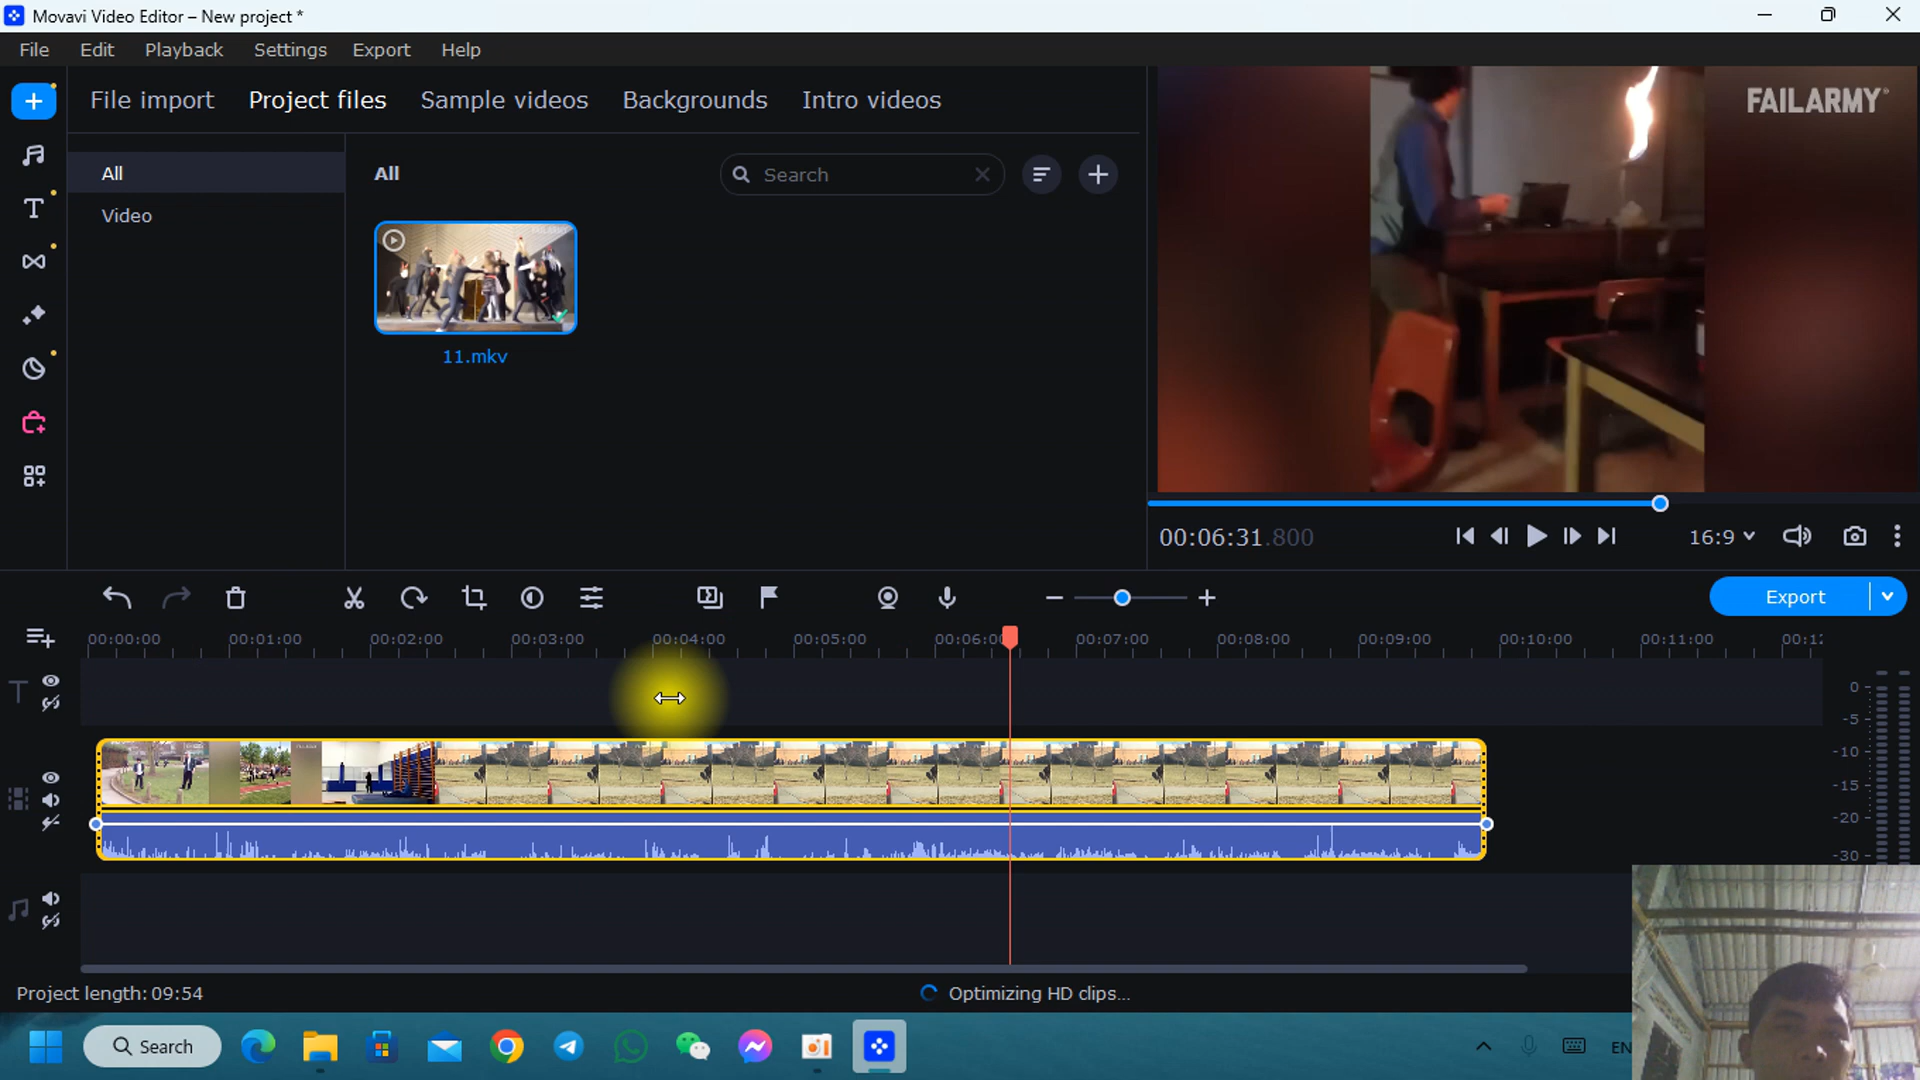 Movavi Video Editor – New project *
File Edit Playback Settings Export Help
File import Project files Sample videos Backgrounds Intro videos
FAILARMY
All
Video
All
Search
11.mkv
00:06:31.800
16:9
Export
00:00:00 00:01:00 00:02:00 00:03:00 00:04:00 00:05:00 00:06:00 00:07:00 00:08:00 00:09:00 00:10:00 00:11:00 00:12
0
-5
-10
-15
-20
-30
Project length: 09:54
Optimizing HD clips...
Search
EN